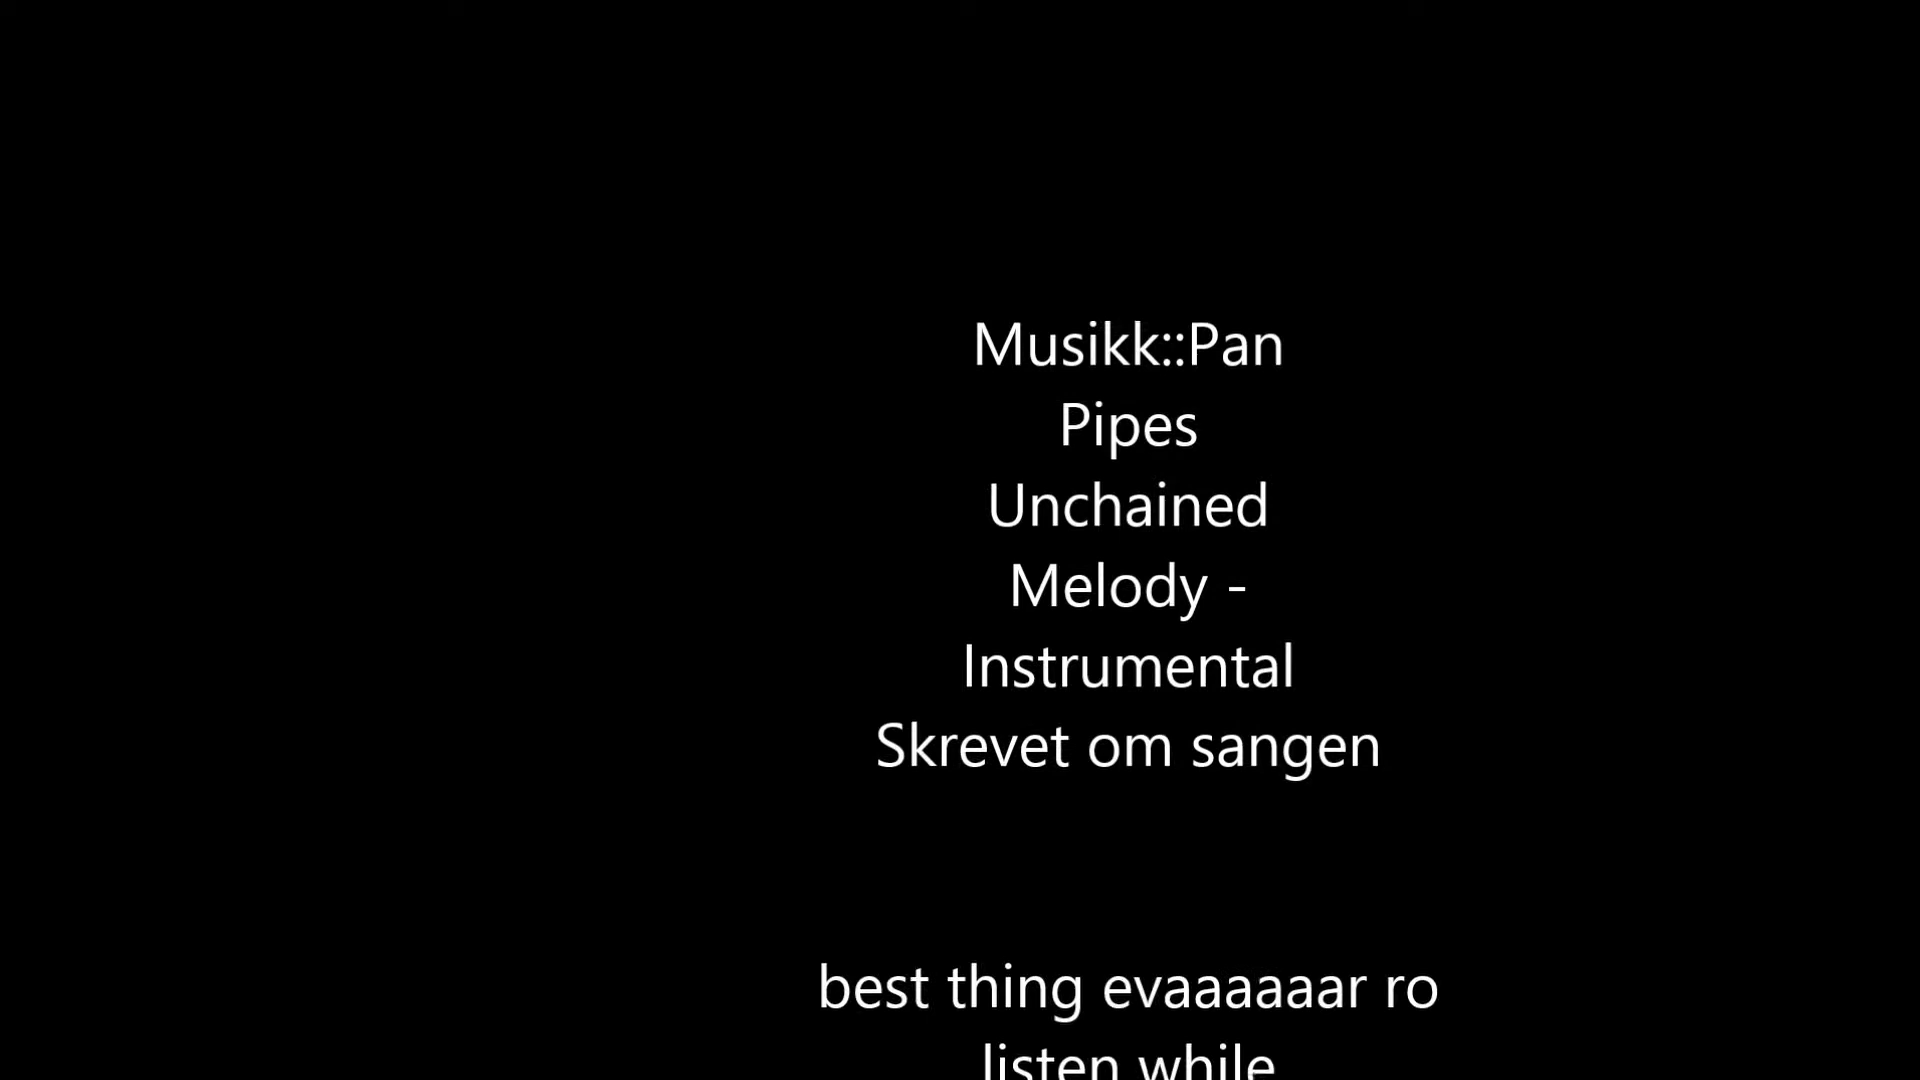 Musikk::Pan
Pipes
Unchained
Melody -
Instrumental
Skrevet om sangen
best thing evaaaaaar ro
listen while